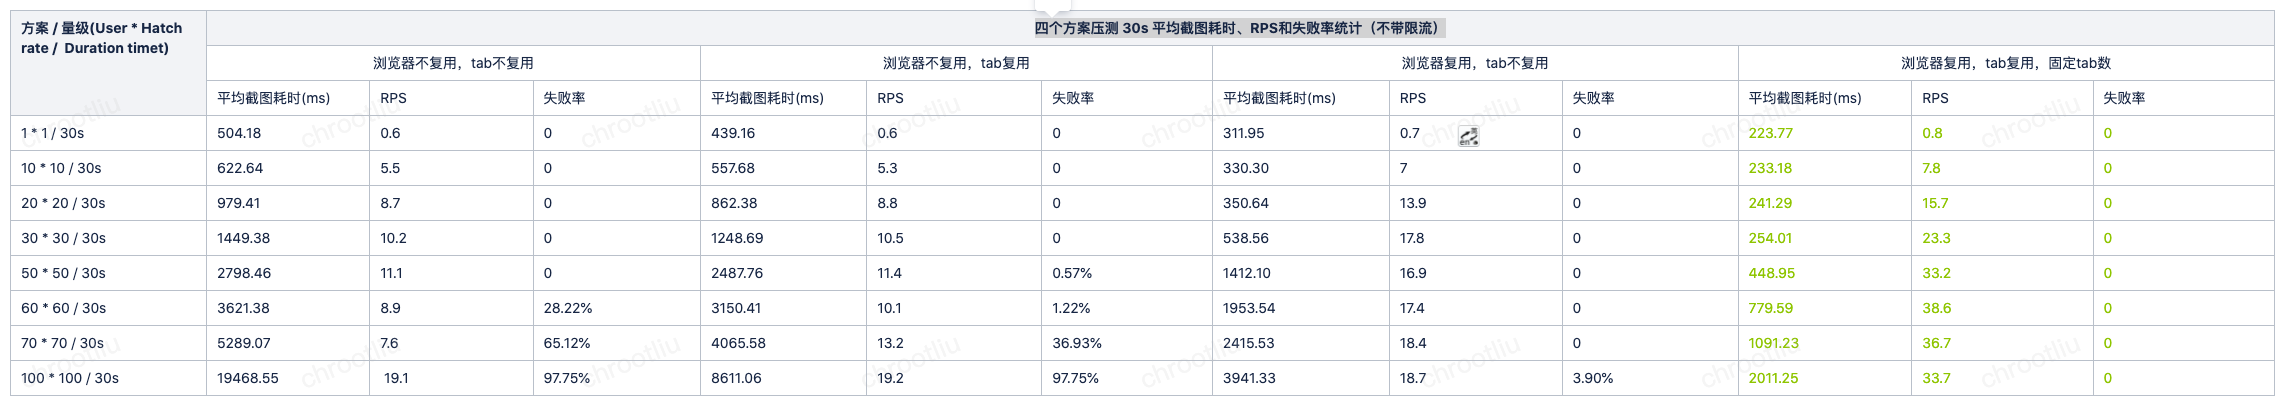 方案 / 量级(User * Hatch rate / Duration timet) 四个方案压测 30s 平均截图耗时、RPS和失败率统计（不带限流）
浏览器不复用，tab不复用 浏览器不复用，tab复用 浏览器复用，tab不复用 浏览器复用，tab复用，固定tab数
平均截图耗时(ms) RPS 失败率 平均截图耗时(ms) RPS 失败率 平均截图耗时(ms) RPS 失败率 平均截图耗时(ms) RPS 失败率
1 * 1 / 30s 504.18 0.6 0 439.16 0.6 0 311.95 0.7 0 223.77 0.8 0
10 * 10 / 30s 622.64 5.5 0 557.68 5.3 0 330.30 7 0 233.18 7.8 0
20 * 20 / 30s 979.41 8.7 0 862.38 8.8 0 350.64 13.9 0 241.29 15.7 0
30 * 30 / 30s 1449.38 10.2 0 1248.69 10.5 0 538.56 17.8 0 254.01 23.3 0
50 * 50 / 30s 2798.46 11.1 0 2487.76 11.4 0.57% 1412.10 16.9 0 448.95 33.2 0
60 * 60 / 30s 3621.38 8.9 28.22% 3150.41 10.1 1.22% 1953.54 17.4 0 779.59 38.6 0
70 * 70 / 30s 5289.07 7.6 65.12% 4065.58 13.2 36.93% 2415.53 18.4 0 1091.23 36.7 0
100 * 100 / 30s 19468.55 19.1 97.75% 8611.06 19.2 97.75% 3941.33 18.7 3.90% 2011.25 33.7 0
chrootliu chrootliu chrootliu chrootliu chrootliu chrootliu chrootliu chrootliu
chrootliu chrootliu chrootliu chrootliu chrootliu chrootliu chrootliu chrootliu